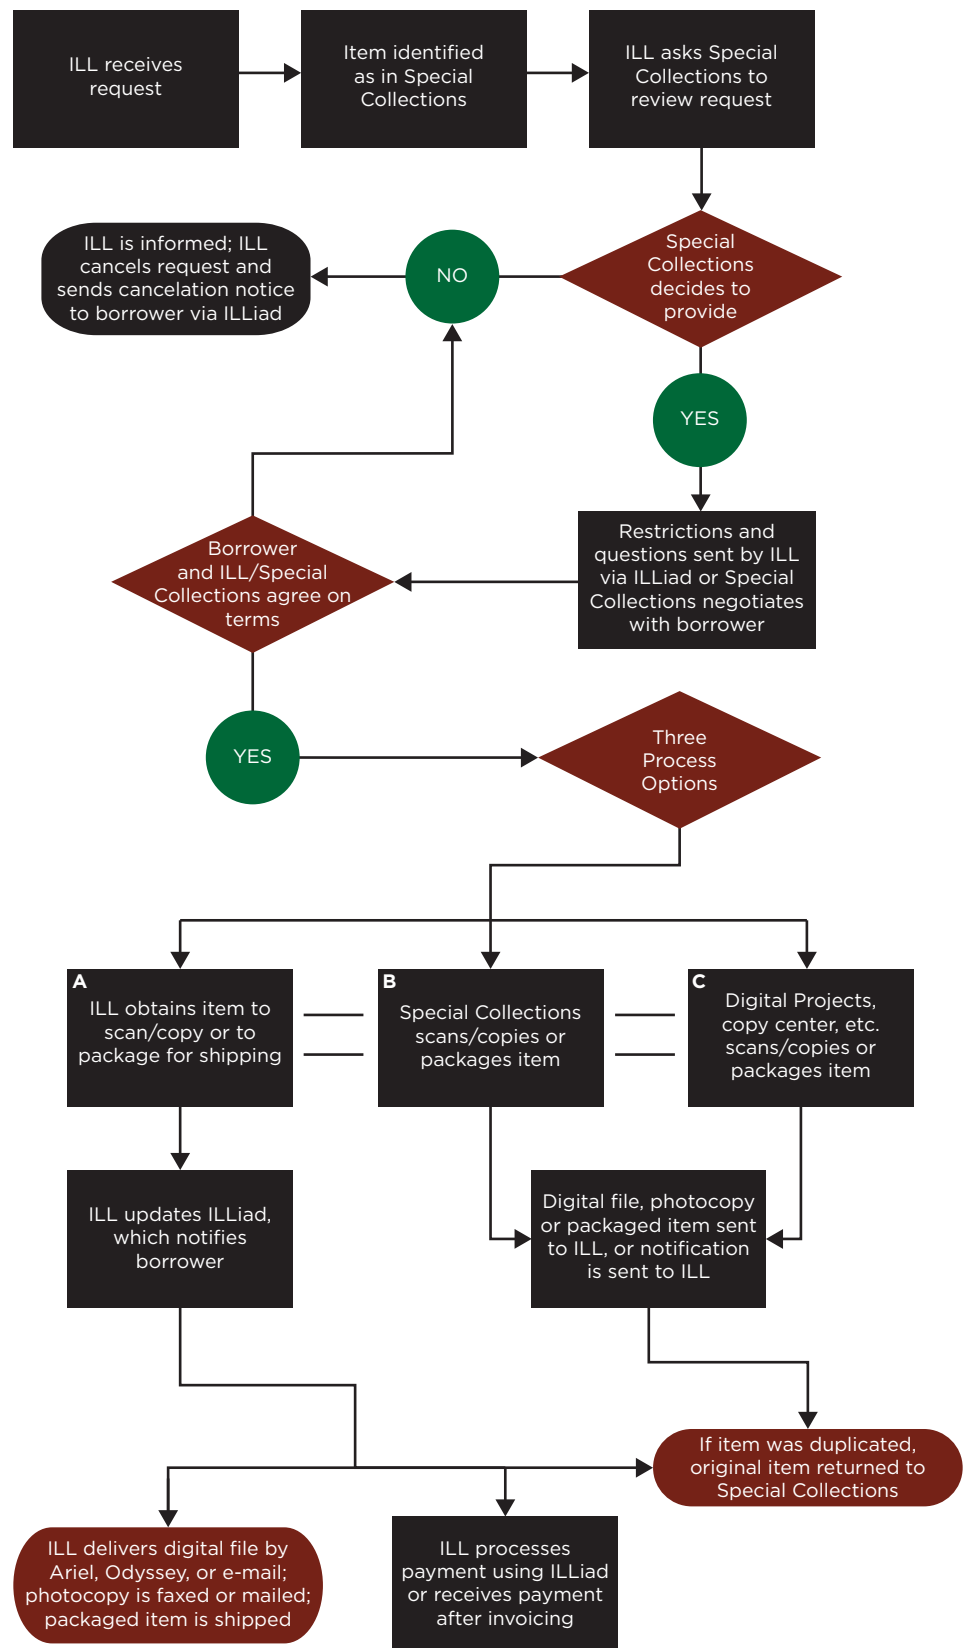 ILL receives
request
Item identified
as in Special
Collections
ILL asks Special
Collections to
review request
Special
Collections
decides to
provide
NO
ILL is informed; ILL
cancels request and
sends cancelation notice
to borrower via ILLiad
YES
Restrictions and
questions sent by ILL
via ILLiad or Special
Collections negotiates
with borrower
Borrower
and ILL/Special
Collections agree on
terms
YES
Three
Process
Options
A
ILL obtains item to
scan/copy or to
package for shipping
B
Special Collections
scans/copies or
packages item
C
Digital Projects,
copy center, etc.
scans/copies or
packages item
ILL updates ILLiad,
which notifies
borrower
Digital file, photocopy
or packaged item sent
to ILL, or notification
is sent to ILL
If item was duplicated,
original item returned to
Special Collections
ILL delivers digital file by
Ariel, Odyssey, or e-mail;
photocopy is faxed or mailed;
packaged item is shipped
ILL processes
payment using ILLiad
or receives payment
after invoicing